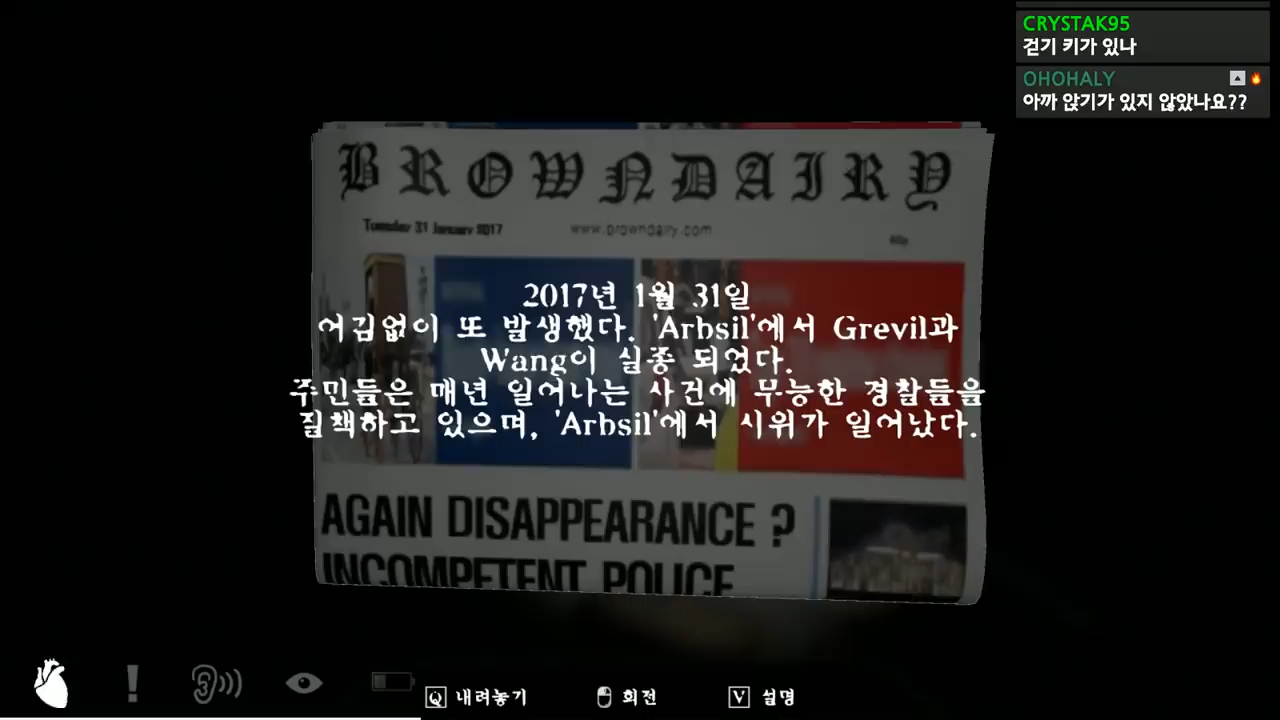 CRYSTAK95
걷기 키가 있나
OHOHALY
아까 앉기가 있지 않았나요??
BROWNDAIRY
Tuesday 31 January 2017
www.browndairy.com
60p
2017년 1월 31일
어김없이 또 발생했다. 'Arbsil'에서 Grevil과
Wang이 실종 되었다.
주민들은 매년 일어나는 사건에 무능한 경찰들을
질책하고 있으며, 'Arbsil'에서 시위가 일어났다.
AGAIN DISAPPEARANCE ?
INCOMPETENT POLICE
Q 내려놓기
회전
V 설명